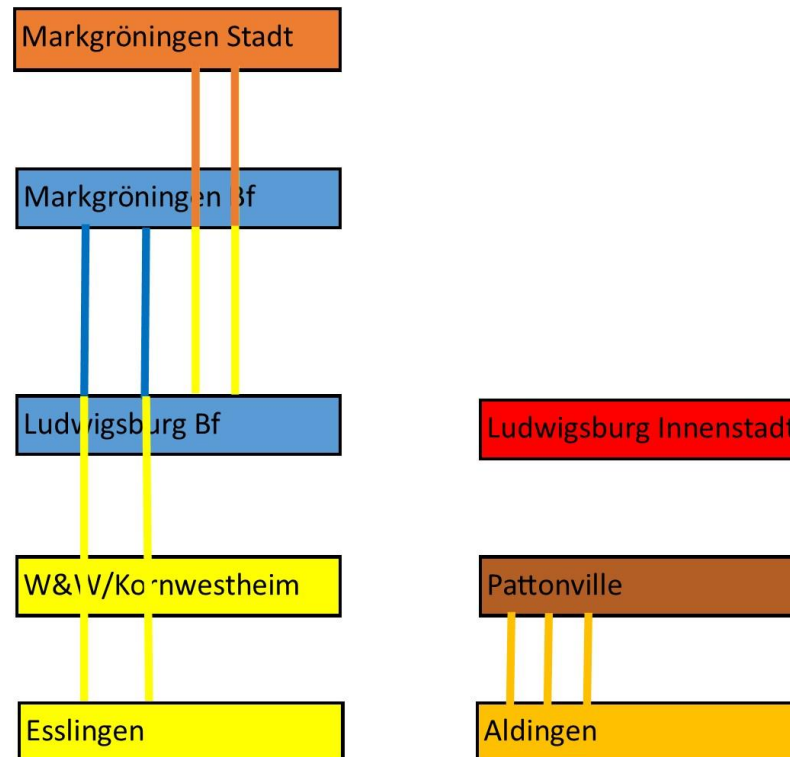 Markgröningen Stadt
Markgröningen Bf
Ludwigsburg Bf
Ludwigsburg Innenstadt
W&W/Kornwestheim
Pattonville
Esslingen
Aldingen